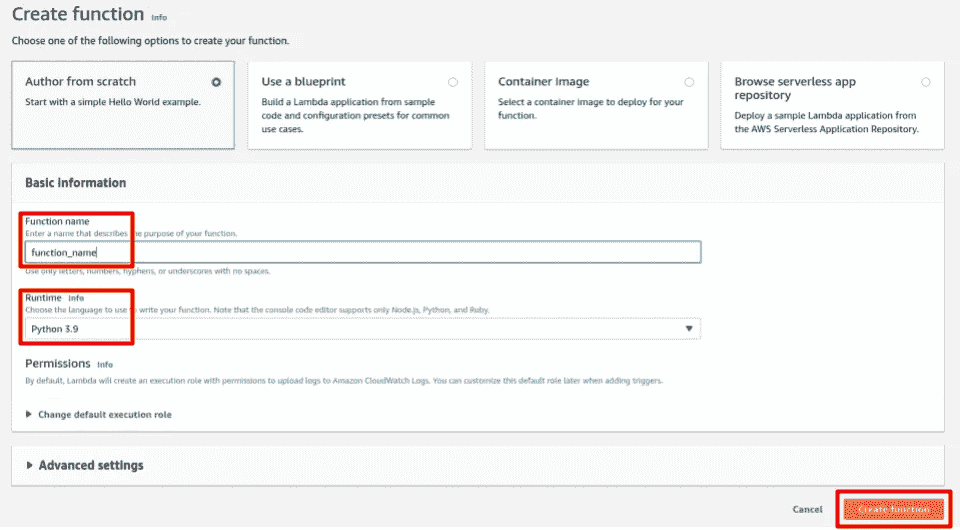 Create function Info
Choose one of the following options to create your function.
Author from scratch
Start with a simple Hello World example.
Use a blueprint
Build a Lambda application from sample
code and configuration presets for common
use cases.
Container image
Select a container image to deploy for your
function.
Browse serverless app
repository
Deploy a sample Lambda application from
the AWS Serverless Application Repository.
Basic information
Function name
Enter a name that describes the purpose of your function.
function_name
Use only letters, numbers, hyphens, or underscores with no spaces.
Runtime Info
Choose the language to use to write your function. Note that the console code editor supports only Node.js, Python, and Ruby.
Python 3.9
Permissions Info
By default, Lambda will create an execution role with permissions to upload logs to Amazon CloudWatch Logs. You can customize this default role later when adding triggers.
Change default execution role
Advanced settings
Cancel
Create function